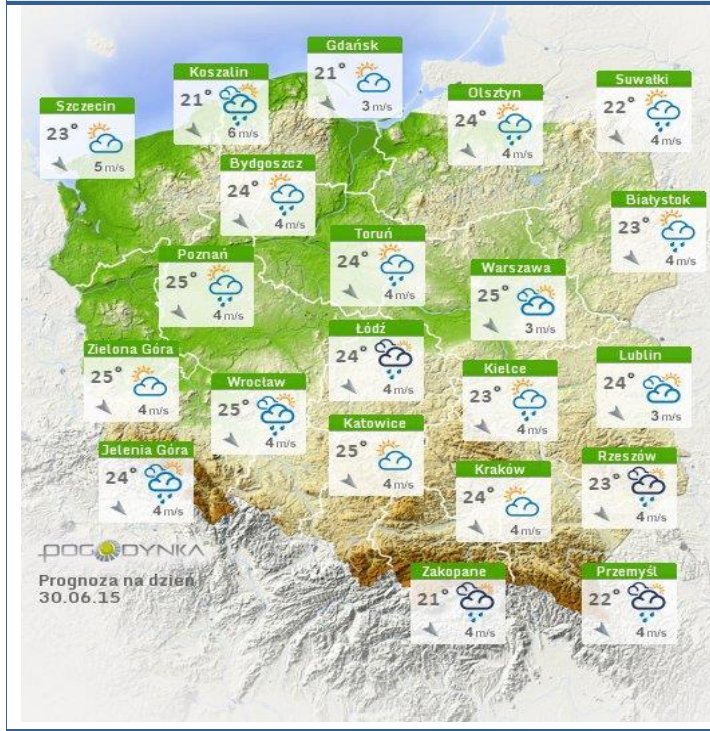 Gdańsk
21°
3 m/s
Koszalin
21°
6 m/s
Suwałki
22°
4 m/s
Olsztyn
24°
4 m/s
Szczecin
23°
5 m/s
Bydgoszcz
24°
4 m/s
Białystok
23°
4 m/s
Toruń
24°
4 m/s
Poznań
25°
4 m/s
Warszawa
25°
3 m/s
Łódź
24°
4 m/s
Zielona Góra
25°
4 m/s
Lublin
24°
3 m/s
Kielce
23°
4 m/s
Wrocław
25°
4 m/s
Katowice
25°
4 m/s
Jelenia Góra
24°
4 m/s
Rzeszów
23°
4 m/s
Kraków
24°
4 m/s
POGODYNKA
Prognoza na dzień
30.06.15
Zakopane
21°
4 m/s
Przemyśl
22°
4 m/s